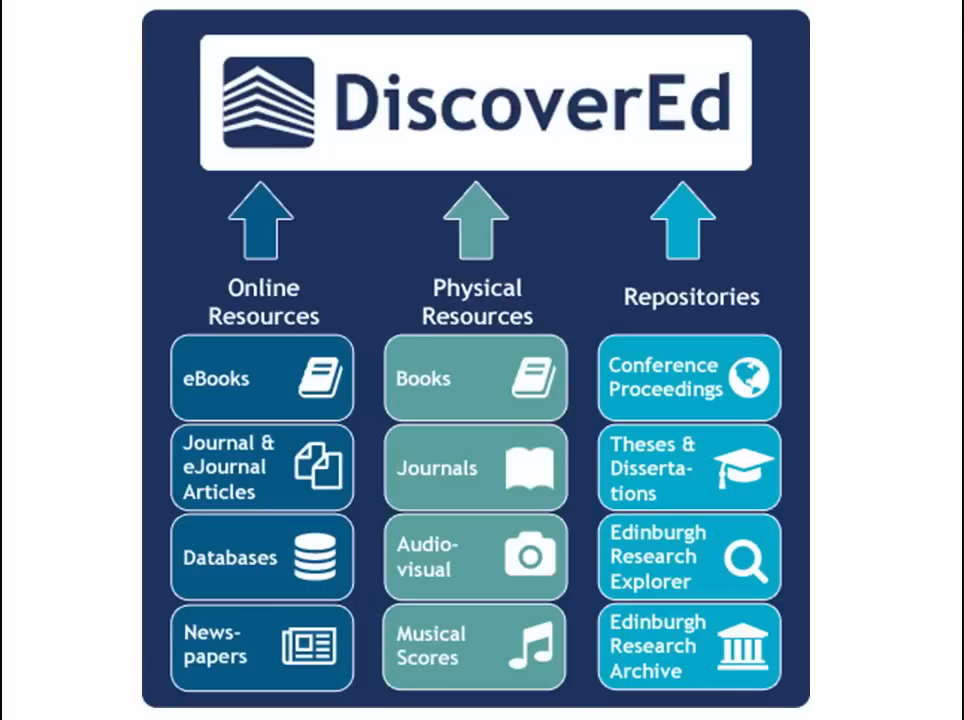 DiscoverEd
Online
Resources
eBooks
Journal &
eJournal
Articles
Databases
News-
papers
Physical
Resources
Books
Journals
Audio-
visual
Musical
Scores
Repositories
Conference
Proceedings
Theses &
Disserta-
tions
Edinburgh
Research
Explorer
Edinburgh
Research
Archive